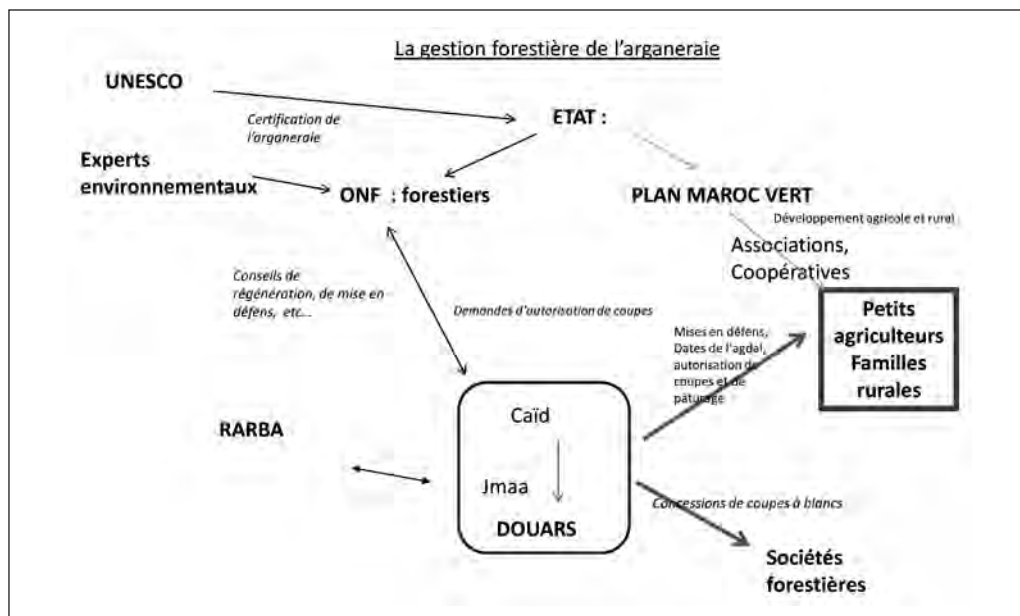 La gestion forestière de l'arganeraie
UNESCO
Certification de
l'arganeraie
ETAT :
Experts
environnementaux
ONF : forestiers
PLAN MAROC VERT
Développement agricole et rural
Associations,
Coopératives
Conseils de
régénération, de mise en
défens, etc...
Demandes d'autorisation de coupes
Petits
agriculteurs
Familles
rurales
Mises en défens,
Dates de l'agdal,
autorisation de
coupes et de
pâturage
RARBA
Caïd
Jmaa
DOUARS
Concessions de coupes à blancs
Sociétés
forestières